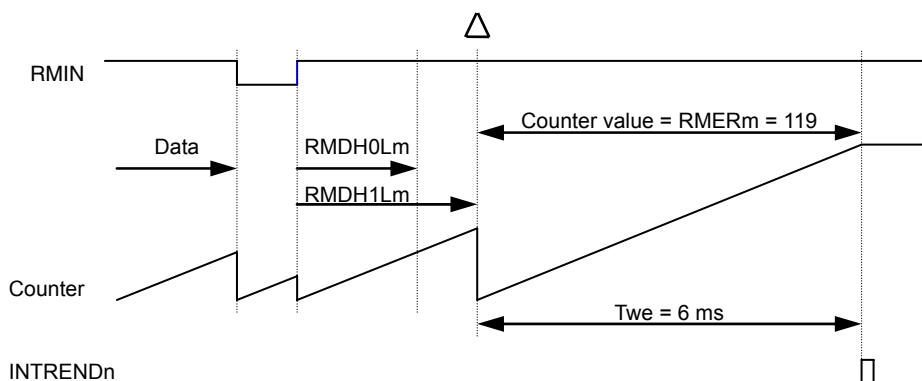 RMIN
Counter value = RMERm = 119
Data
RMDH0Lm
RMDH1Lm
Counter
Twe = 6 ms
INTRENDn